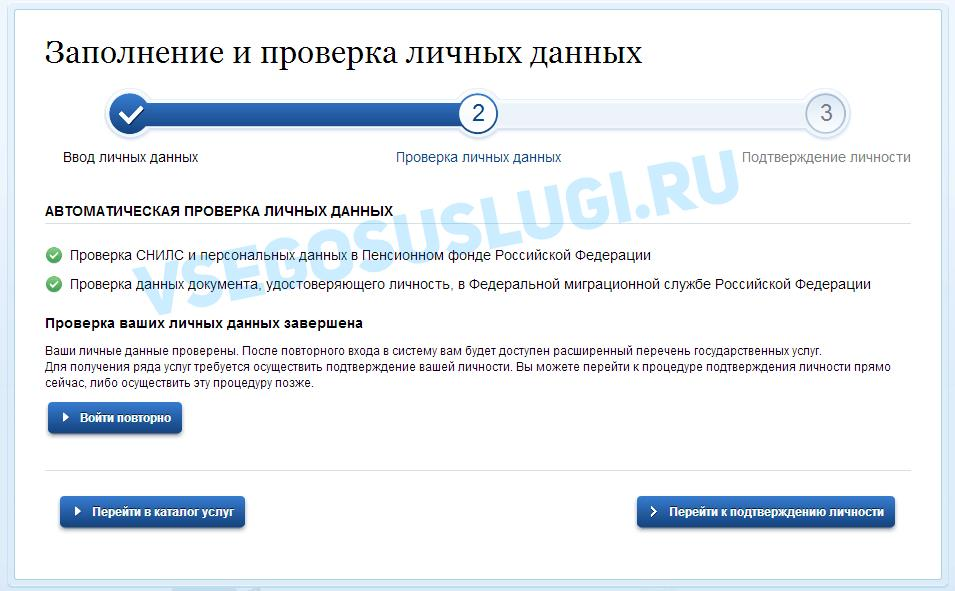 Заполнение и проверка личных данных
2
3
Ввод личных данных
Проверка личных данных
Подтверждение личности
VSEGOSUSLUGI.RU
АВТОМАТИЧЕСКАЯ ПРОВЕРКА ЛИЧНЫХ ДАННЫХ
Проверка СНИЛС и персональных данных в Пенсионном фонде Российской Федерации
Проверка данных документа, удостоверяющего личность, в Федеральной миграционной службе Российской Федерации
Проверка ваших личных данных завершена
Ваши личные данные проверены. После повторного входа в систему вам будет доступен расширенный перечень государственных услуг.
Для получения ряда услуг требуется осуществить подтверждение вашей личности. Вы можете перейти к процедуре подтверждения личности прямо
сейчас, либо осуществить эту процедуру позже.
Войти повторно
Перейти в каталог услуг
Перейти к подтверждению личности